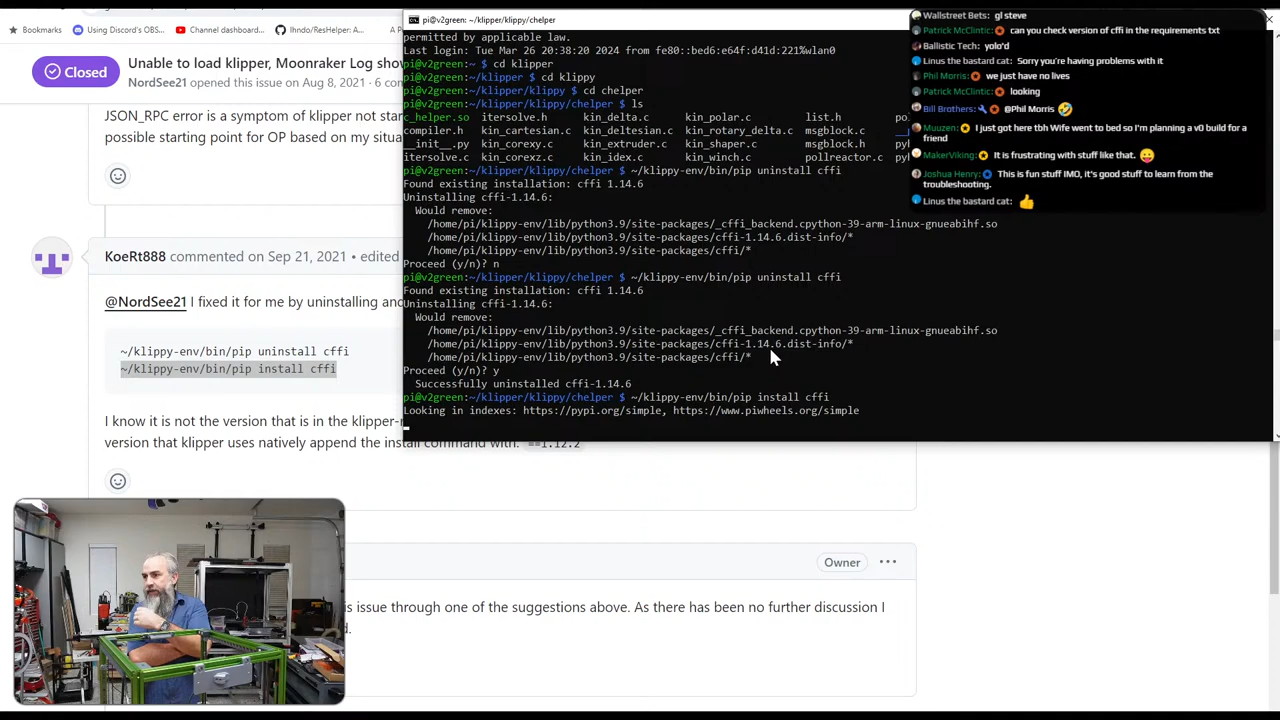 Bookmarks
Using Discord's OBS...
Channel dashboard...
lhndo/ResHelper: A...
Closed
Unable to load klipper, Moonraker Log show
NordSee21 opened this issue on Aug 8, 2021 · 6 com
JSON_RPC error is a symptom of klipper not star
possible starting point for OP based on my situa
KoeRt888 commented on Sep 21, 2021 • edited
@NordSee21 I fixed it for me by uninstalling and
~/klippy-env/bin/pip uninstall cffi
~/klippy-env/bin/pip install cffi
I know it is not the version that is in the klipper-r
version that klipper uses natively append the install command with: ==1.12.2
Owner
is issue through one of the suggestions above. As there has been no further discussion I
d.
pi@v2green: ~/klipper/klippy/chelper
permitted by applicable law.
Last login: Tue Mar 26 20:38:20 2024 from fe80::bed6:e64f:d41d:221%wlan0
pi@v2green:~ $ cd klipper
pi@v2green:~/klipper $ cd klippy
pi@v2green:~/klipper/klippy $ cd chelper
pi@v2green:~/klipper/klippy/chelper $ ls
c_helper.so itersolve.h kin_delta.c kin_polar.c list.h po
compiler.h kin_cartesian.c kin_deltesian.c kin_rotary_delta.c msgblock.c
__init__.py kin_corexy.c kin_extruder.c kin_shaper.c msgblock.h pyh
itersolve.c kin_corexz.c kin_idex.c kin_winch.c pollreactor.c pyh
pi@v2green:~/klipper/klippy/chelper $ ~/klippy-env/bin/pip uninstall cffi
Found existing installation: cffi 1.14.6
Uninstalling cffi-1.14.6:
Would remove:
/home/pi/klippy-env/lib/python3.9/site-packages/_cffi_backend.cpython-39-arm-linux-gnueabihf.so
/home/pi/klippy-env/lib/python3.9/site-packages/cffi-1.14.6.dist-info/*
/home/pi/klippy-env/lib/python3.9/site-packages/cffi/*
Proceed (y/n)? n
pi@v2green:~/klipper/klippy/chelper $ ~/klippy-env/bin/pip uninstall cffi
Found existing installation: cffi 1.14.6
Uninstalling cffi-1.14.6:
Would remove:
/home/pi/klippy-env/lib/python3.9/site-packages/_cffi_backend.cpython-39-arm-linux-gnueabihf.so
/home/pi/klippy-env/lib/python3.9/site-packages/cffi-1.14.6.dist-info/*
/home/pi/klippy-env/lib/python3.9/site-packages/cffi/*
Proceed (y/n)? y
Successfully uninstalled cffi-1.14.6
pi@v2green:~/klipper/klippy/chelper $ ~/klippy-env/bin/pip install cffi
Looking in indexes: https://pypi.org/simple, https://www.piwheels.org/simple
Wallstreet Bets: gl steve
Patrick McClintic: can you check version of cffi in the requirements txt
Ballistic Tech: yolo'd
Linus the bastard cat: Sorry you're having problems with it
Phil Morris: we just have no lives
Patrick McClintic: looking
Bill Brothers: @Phil Morris
Muuzen: I just got here tbh Wife went to bed so I'm planning a v0 build for a
friend
MakerViking: It is frustrating with stuff like that.
Joshua Henry: This is fun stuff IMO, it's good stuff to learn from the
troubleshooting.
Linus the bastard cat: